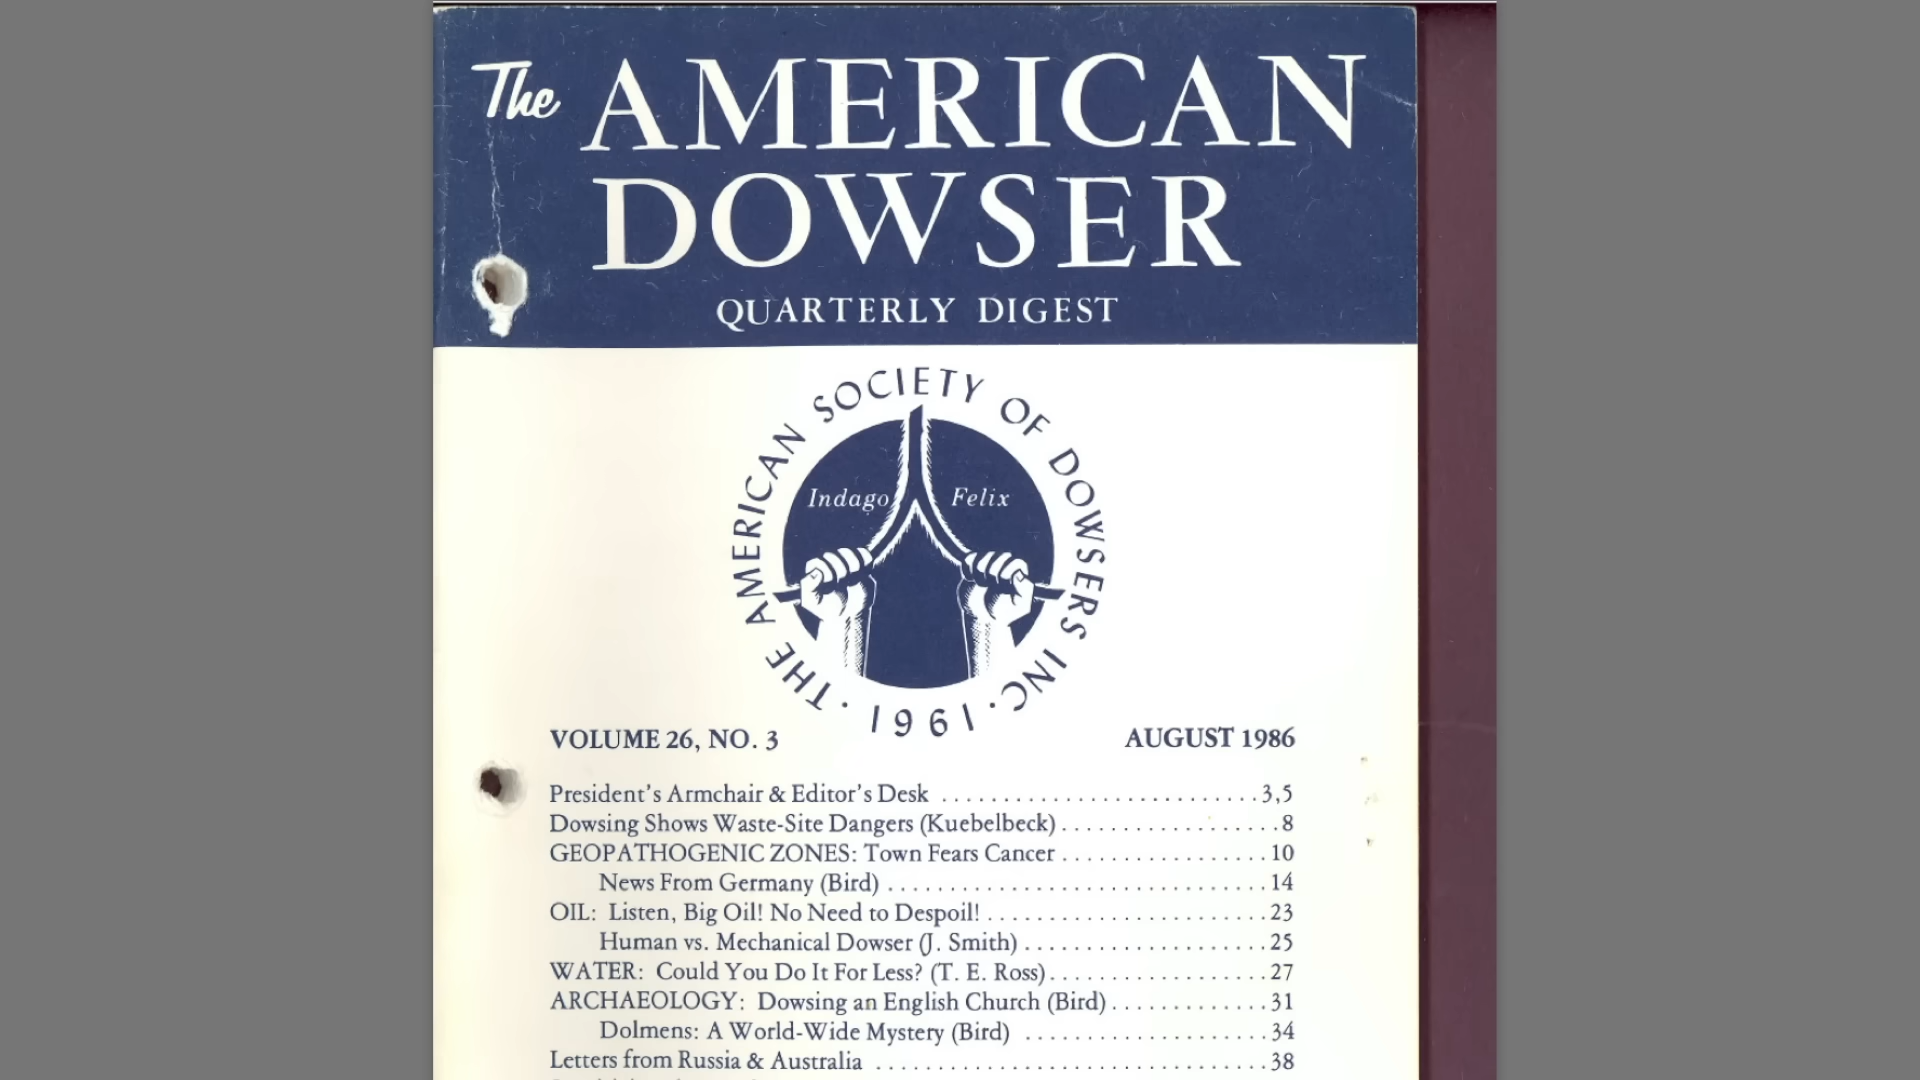 The AMERICAN
DOWSER
QUARTERLY DIGEST
THE AMERICAN SOCIETY OF DOWSERS INC.
Indago Felix
· 1961 ·
VOLUME 26, NO. 3 AUGUST 1986
President's Armchair & Editor's Desk .......................... 3,5
Dowsing Shows Waste-Site Dangers (Kuebelbeck) ................. 8
GEOPATHOGENIC ZONES: Town Fears Cancer ................. 10
News From Germany (Bird) ............................... 14
OIL: Listen, Big Oil! No Need to Despoil! ....................... 23
Human vs. Mechanical Dowser (J. Smith) .................... 25
WATER: Could You Do It For Less? (T. E. Ross) .................. 27
ARCHAEOLOGY: Dowsing an English Church (Bird) ............. 31
Dolmens: A World-Wide Mystery (Bird) ..................... 34
Letters from Russia & Australia ................................. 38